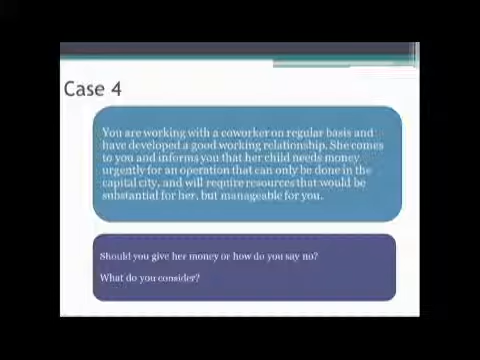 Case 4
You are working with a coworker on regular basis and
have developed a good working relationship. She comes
to you and informs you that her child needs money
urgently for an operation that can only be done in the
capital city, and will require resources that would be
substantial for her, but manageable for you.
Should you give her money or how do you say no?
What do you consider?